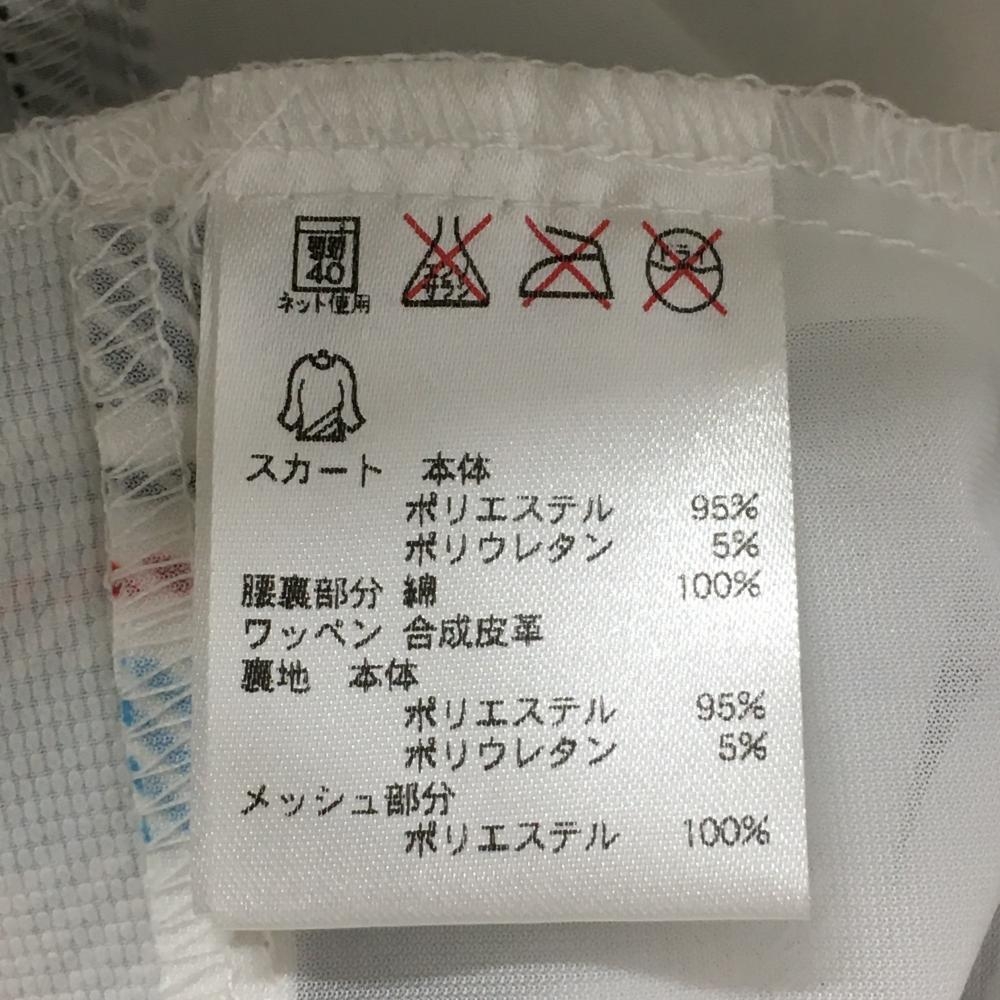 40
ネット使用
エンソ
サラシ
ドライ
スカート 本体
ポリエステル 95%
ポリウレタン 5%
腰裏部分 綿 100%
ワッペン 合成皮革
裏地 本体
ポリエステル 95%
ポリウレタン 5%
メッシュ部分
ポリエステル 100%